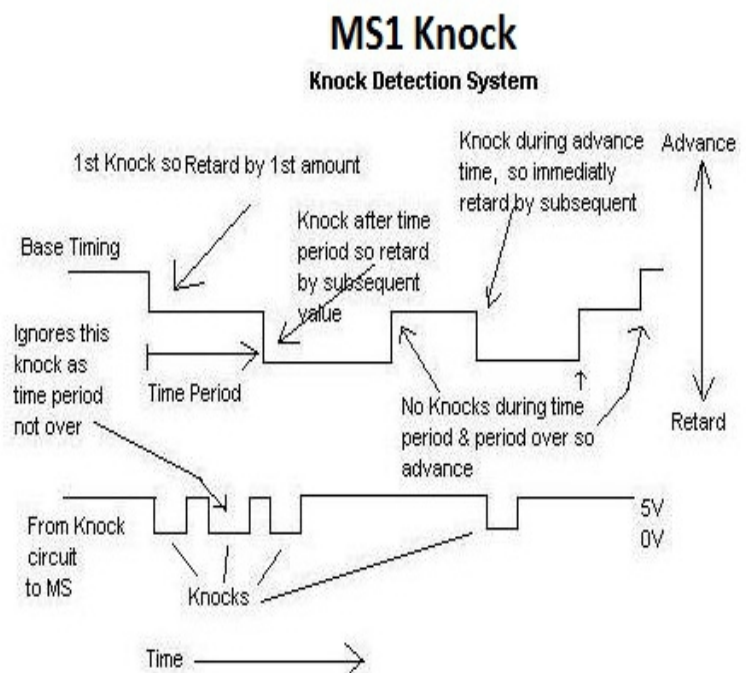 MS1 Knock
Knock Detection System
1st Knock so Retard by 1st amount
Knock during advance
time, so immediatly
retard by subsequent
Advance
Base Timing
Knock after time
period so retard
by subsequent
value
Ignores this
knock as
time period
not over
Time Period
No Knocks during time
period & period over so
advance
Retard
From Knock
circuit
to MS
Knocks
5V
0V
Time